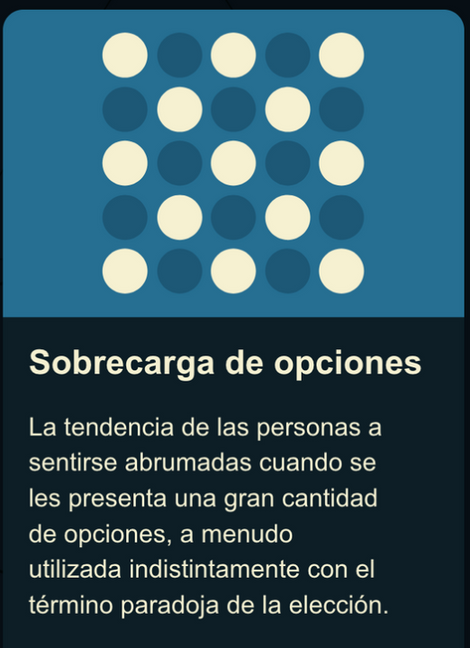 Sobrecarga de opciones
La tendencia de las personas a
sentirse abrumadas cuando se
les presenta una gran cantidad
de opciones, a menudo
utilizada indistintamente con el
término paradoja de la elección.